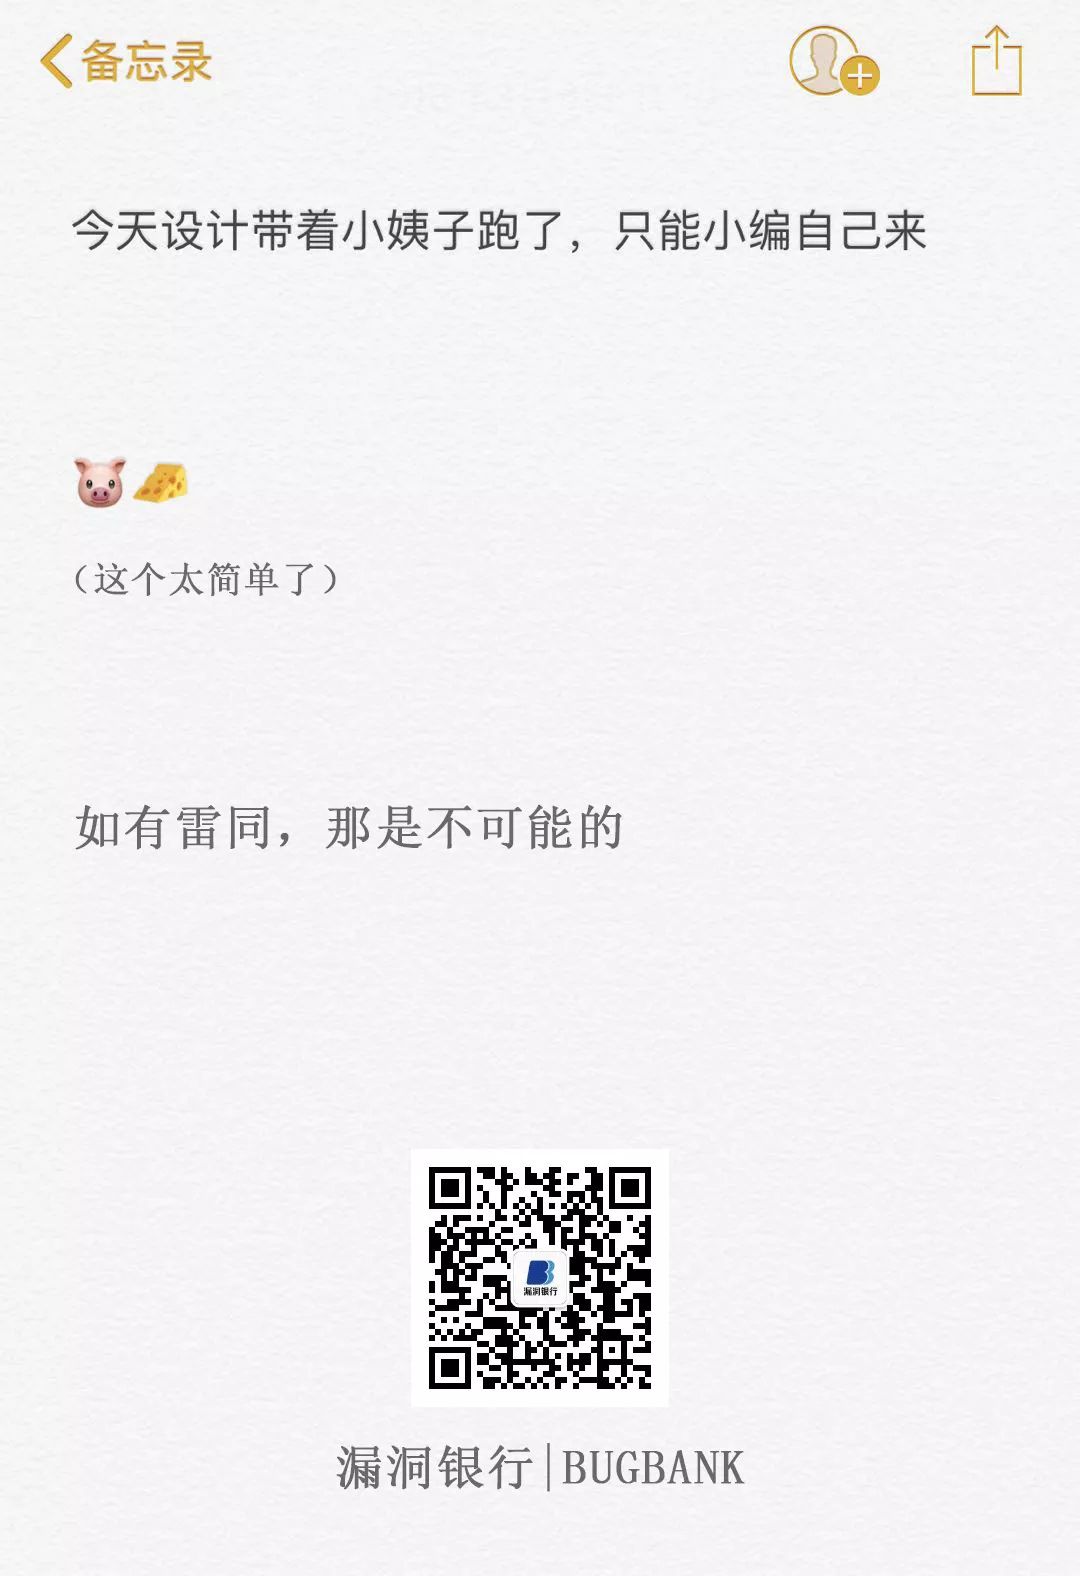 备忘录
今天设计带着小姨子跑了，只能小编自己来
🐷🧀
（这个太简单了）
如有雷同，那是不可能的
漏洞银行
漏洞银行|BUGBANK